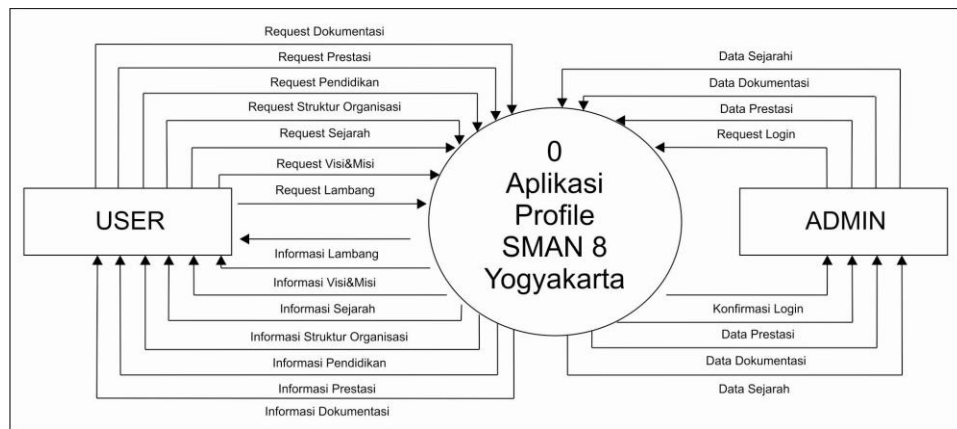 Request Dokumentasi
Request Prestasi
Request Pendidikan
Request Struktur Organisasi
Request Sejarah
Request Visi&Misi
Request Lambang
USER
Informasi Lambang
Informasi Visi&Misi
Informasi Sejarah
Informasi Struktur Organisasi
Informasi Pendidikan
Informasi Prestasi
Informasi Dokumentasi
0
Aplikasi
Profile
SMAN 8
Yogyakarta
Data Sejarahi
Data Dokumentasi
Data Prestasi
Request Login
ADMIN
Konfirmasi Login
Data Prestasi
Data Dokumentasi
Data Sejarah